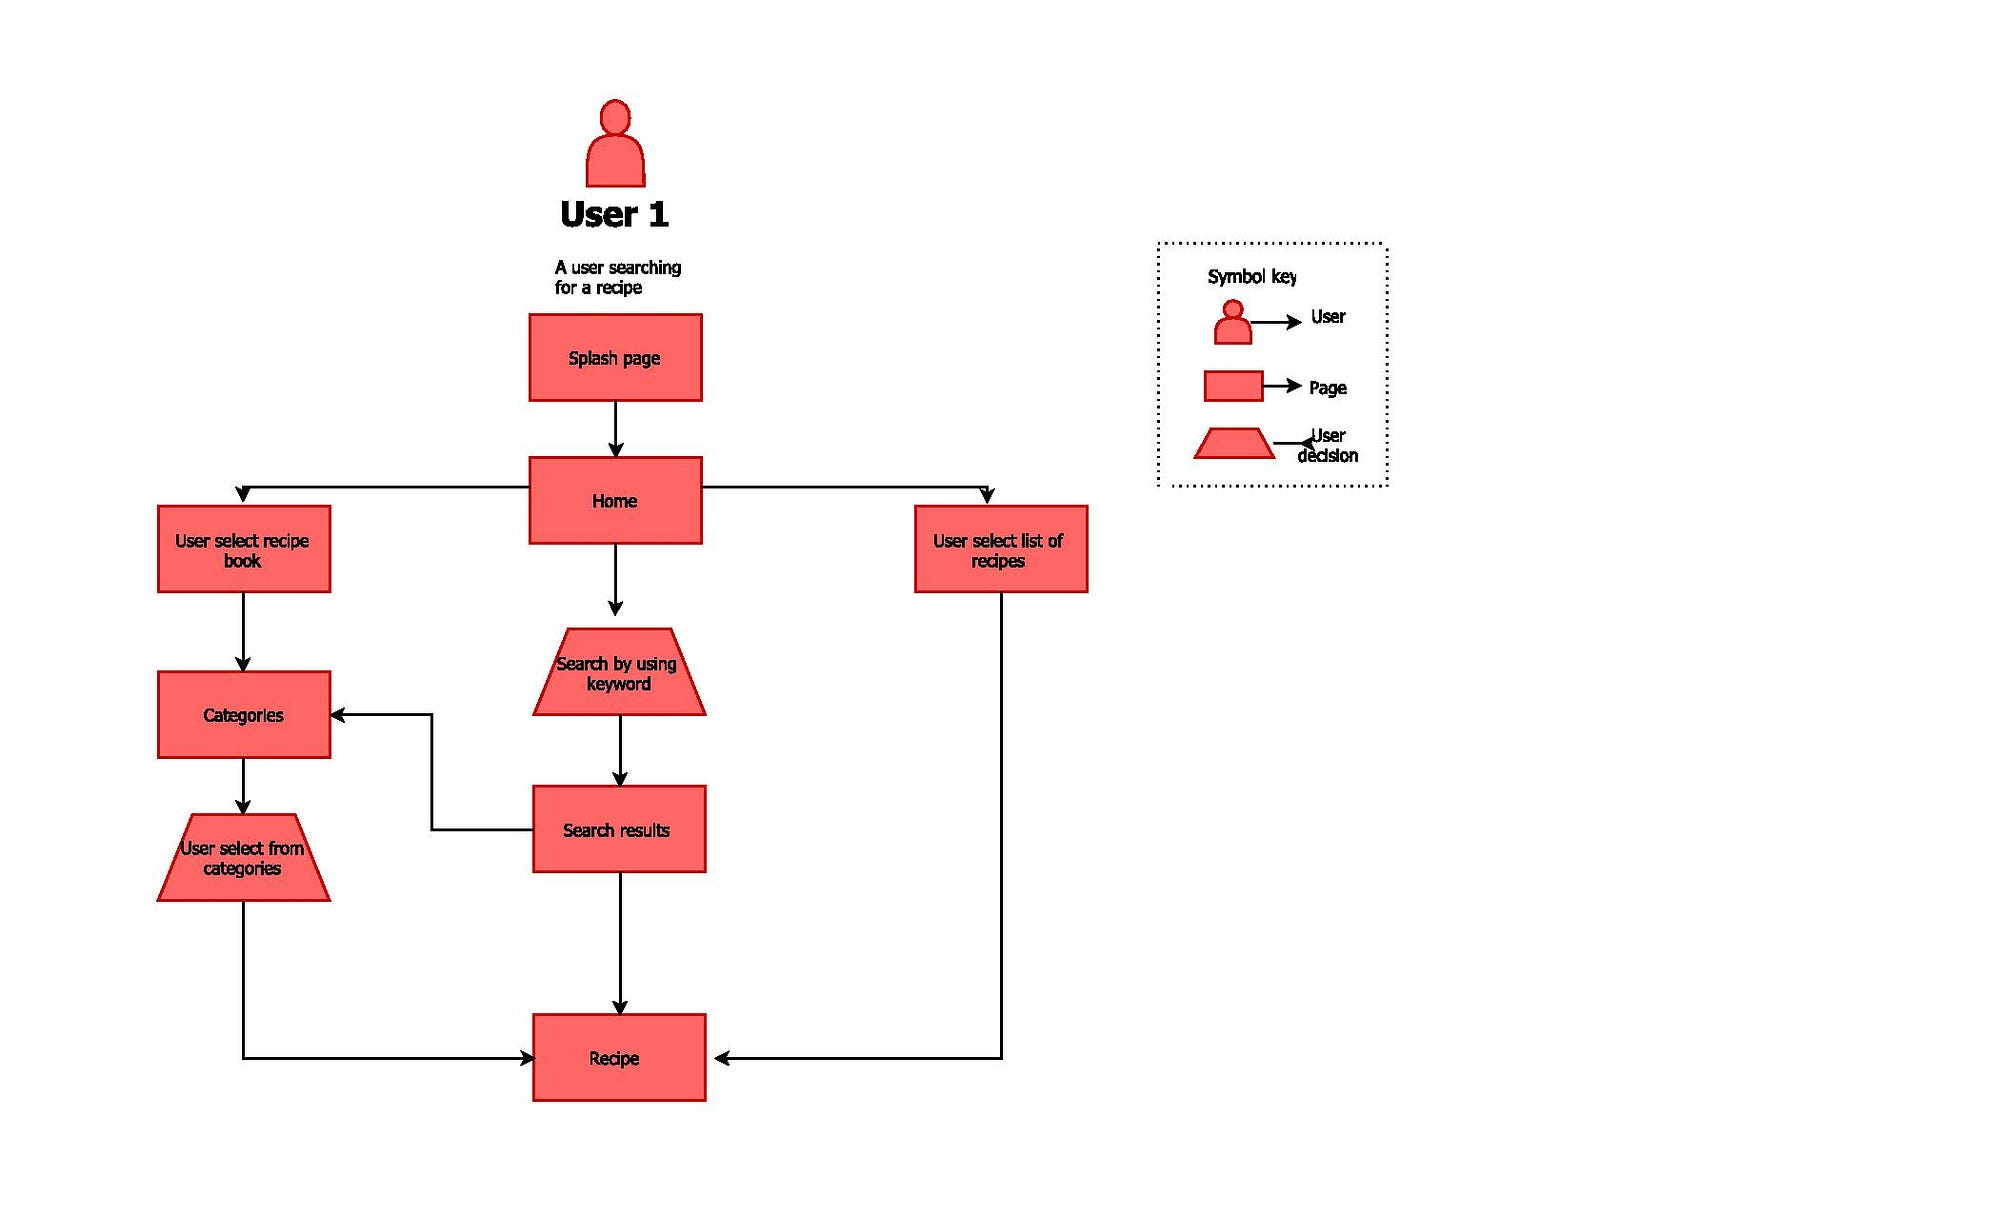 User 1
A user searching
for a recipe
Splash page
Home
User select recipe
book
User select list of
recipes
Search by using
keyword
Categories
Search results
User select from
categories
Recipe
Symbol key
User
Page
User
decision